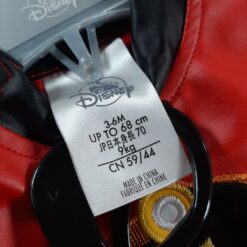 Disney
Disney
3-6M
UP TO 68 cm
JP日本身長70
9kg
CN 59/44
MADE IN CHINA
FABRIQUÉ EN CHINE